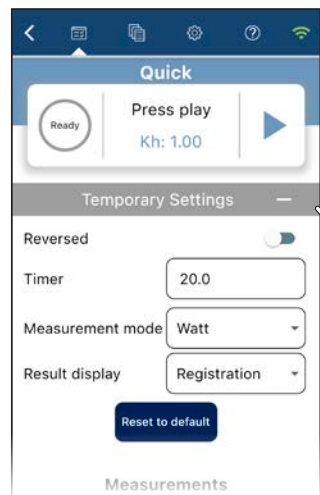 Quick
Ready
Press play
Kh: 1.00
Temporary Settings
Reversed
Timer 20.0
Measurement mode Watt
Result display Registration
Reset to default
Measurements